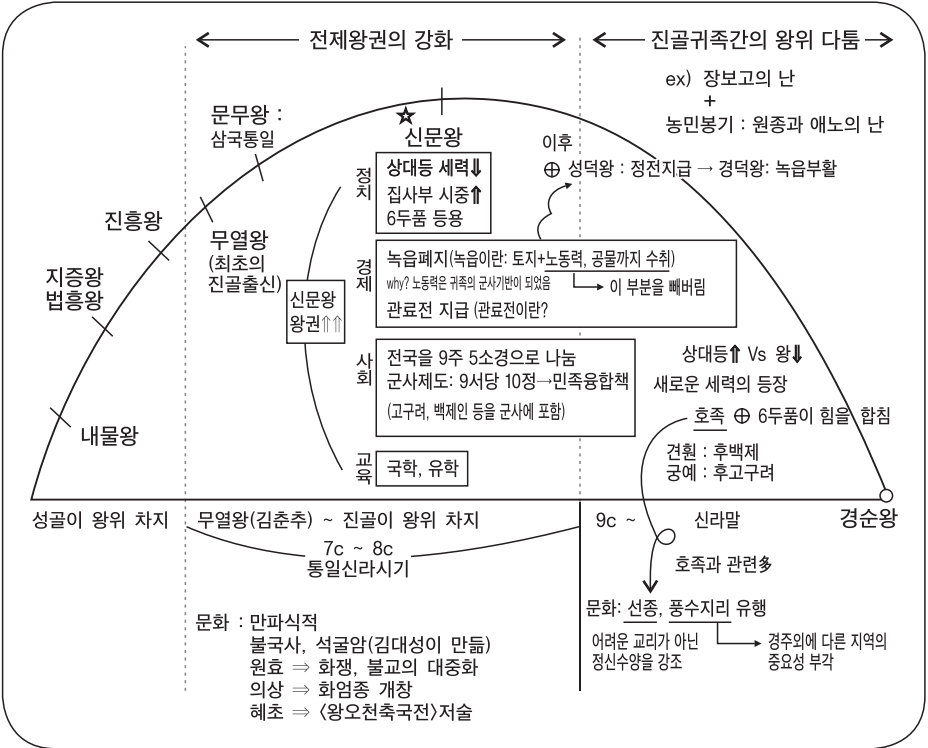 전제왕권의 강화
진골귀족간의 왕위 다툼
ex) 장보고의 난
+
농민봉기 : 원종과 애노의 난
문무왕 :
삼국통일
신문왕
이후
⊕ 성덕왕 : 정전지급 → 경덕왕: 녹읍부활
정치
상대등 세력⇓
집사부 시중⇑
6두품 등용
진흥왕
무열왕
(최초의
진골출신)
지증왕
법흥왕
내물왕
신문왕
왕권⇑⇑
경제
녹읍폐지(녹읍이란: 토지+노동력, 공물까지 수취)
why? 노동력은 귀족의 군사기반이 되었음
이 부분을 빼버림
관료전 지급 (관료전이란?
사회
전국을 9주 5소경으로 나눔
군사제도: 9서당 10정→민족융합책
(고구려, 백제인 등을 군사에 포함)
교육
국학, 유학
상대등⇑ Vs 왕⇓
새로운 세력의 등장
호족 ⊕ 6두품이 힘을 합침
견훤 : 후백제
궁예 : 후고구려
성골이 왕위 차지
무열왕(김춘추) ~ 진골이 왕위 차지
9c ~ 신라말
경순왕
7c ~ 8c
통일신라시기
호족과 관련多
문화 : 만파식적
불국사, 석굴암(김대성이 만듦)
원효 ⇒ 화쟁, 불교의 대중화
의상 ⇒ 화엄종 개창
혜초 ⇒ 〈왕오천축국전〉저술
문화: 선종, 풍수지리 유행
어려운 교리가 아닌
정신수양을 강조
경주외에 다른 지역의
중요성 부각